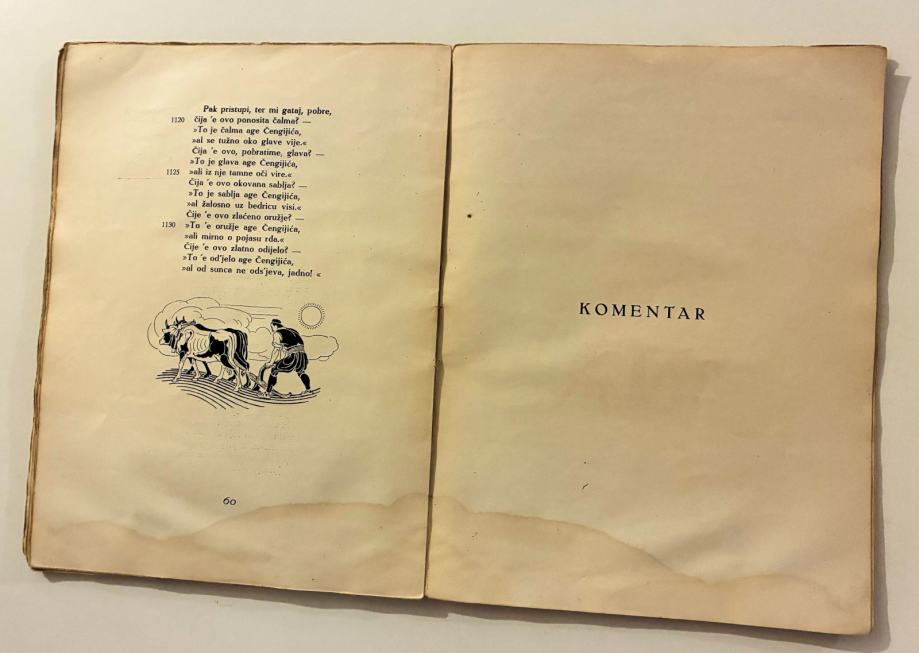 Pak pristupi, ter mi gataj, pobre,
1120 čija 'e ovo ponosita čalma? —
»To je čalma age Čengijića,
»al se tužno oko glave vije.«
Čija 'e ovo, pobratime, glava? —
»To je glava age Čengijića,
1125 »ali iz nje tamne oči vire.«
Čija 'e ovo okovana sablja? —
»To je sablja age Čengijića,
»al žalosno uz bedricu visi.«
Čije 'e ovo zlaćeno oružje? —
1130 »To 'e oružje age Čengijića,
»ali mirno o pojasu rđa.«
Čije 'e ovo zlatno odijelo? —
»To 'e od'jelo age Čengijića,
»al od sunca ne ods'jeva, jadno! «
60
KOMENTAR